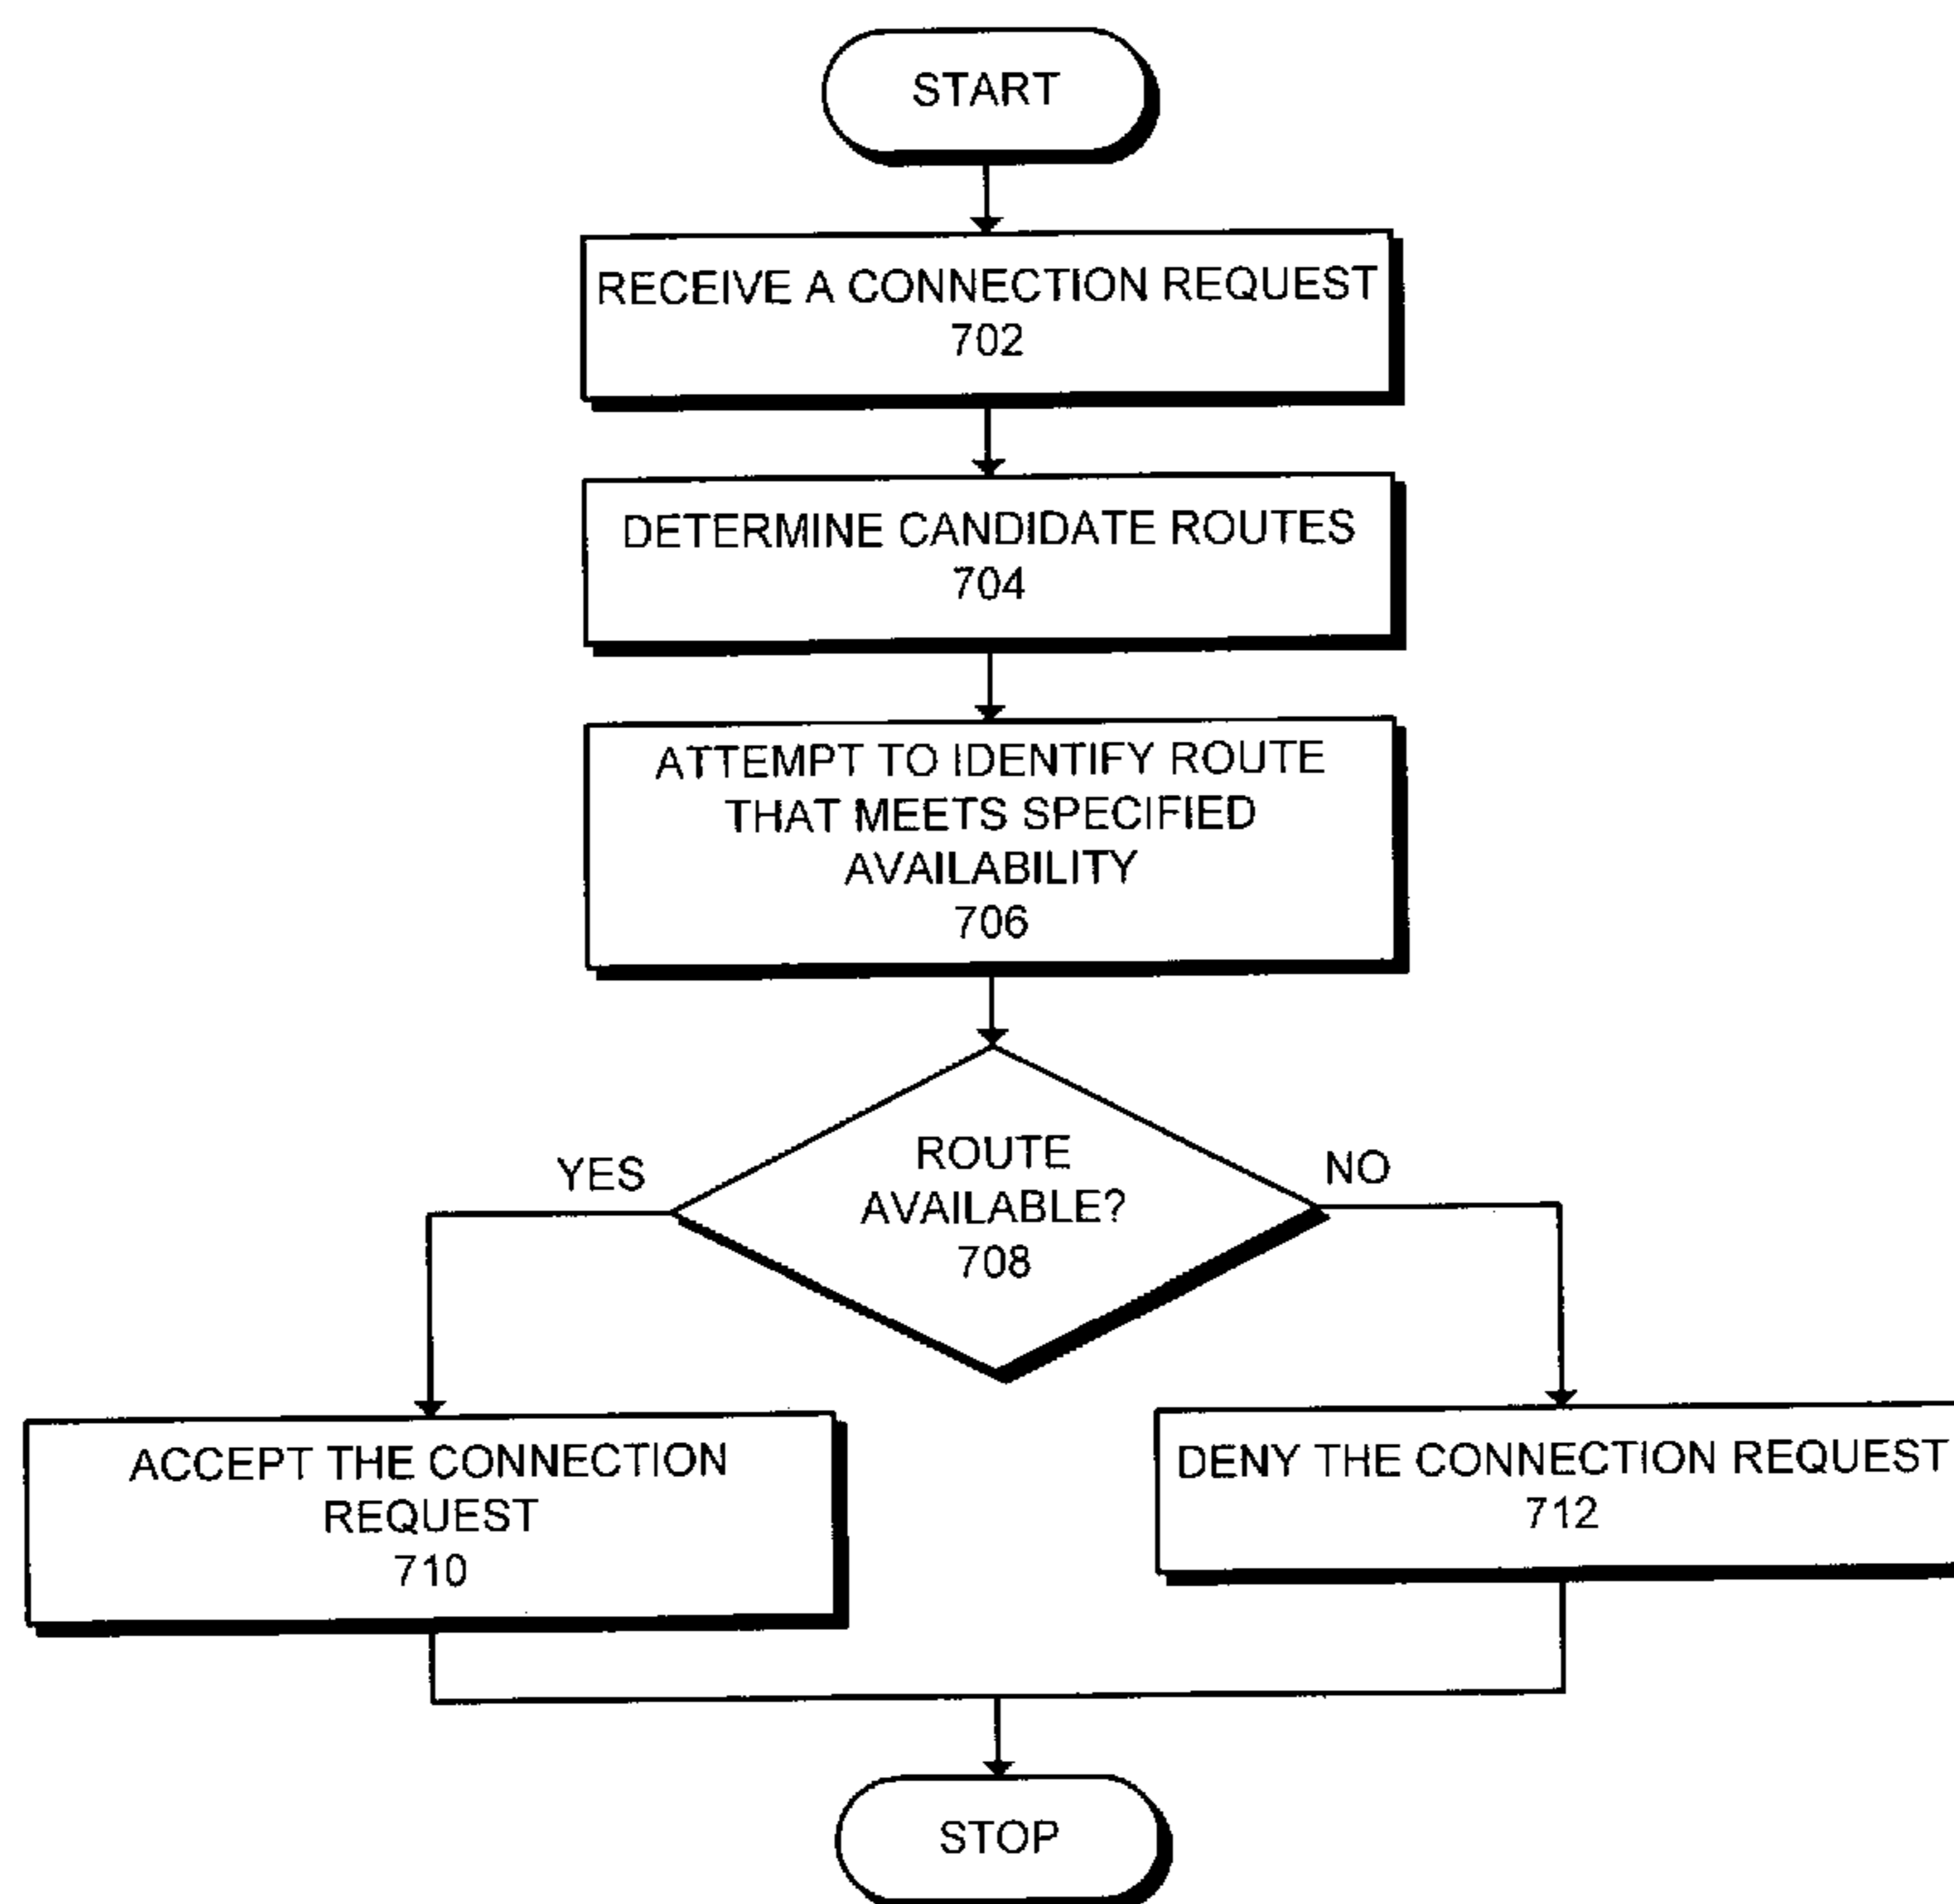 START
RECEIVE A CONNECTION REQUEST
702
DETERMINE CANDIDATE ROUTES
704
ATTEMPT TO IDENTIFY ROUTE
THAT MEETS SPECIFIED
AVAILABILITY
706
ROUTE
AVAILABLE?
708
YES
NO
ACCEPT THE CONNECTION
REQUEST
710
DENY THE CONNECTION REQUEST
712
STOP